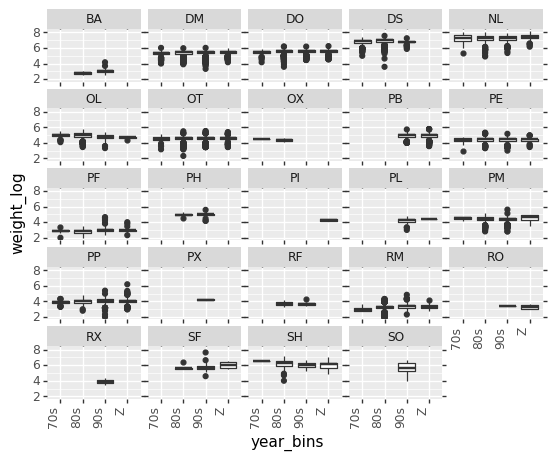 BA DM DO DS NL
8
6
4
2
OL OT OX PB PE
8
6
4
2
PF PH PI PL PM
8
6
4
2
PP PX RF RM RO
8
6
4
2
70s 80s 90s Z
RX SF SH SO
8
6
4
2
70s 80s 90s Z 70s 80s 90s Z 70s 80s 90s Z 70s 80s 90s Z
year_bins
weight_log